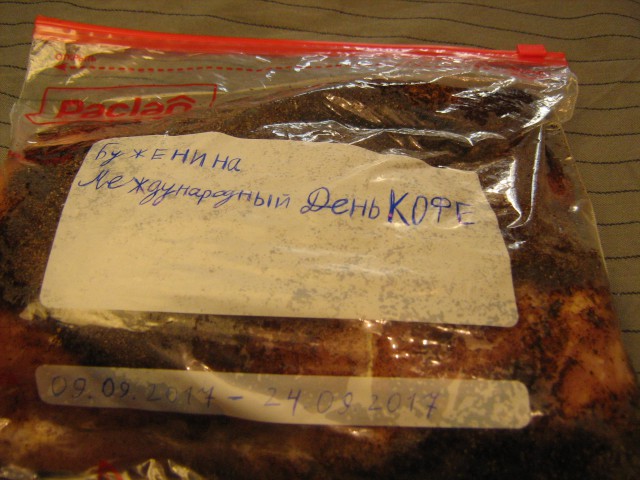 Paclan
БУЖЕНИНА
Международный День КОФЕ
09.09.2017 - 24 09 2017